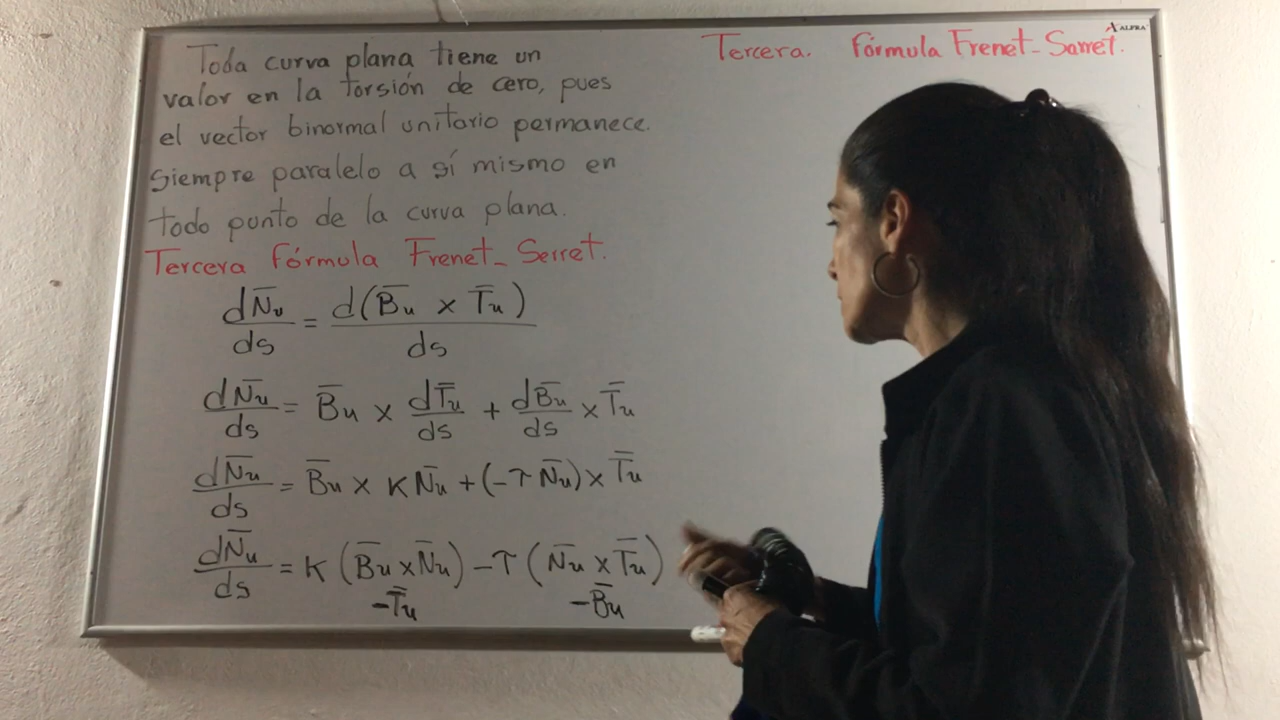 Toda curva plana tiene un
valor en la torsión de cero, pues
el vector binormal unitario permanece.
siempre paralelo a sí mismo en
todo punto de la curva plana.
Tercera fórmula Frenet_Serret.
dN̄u/ds = d(B̄u × T̄u)/ds
dN̄u/ds = B̄u × dT̄u/ds + dB̄u/ds × T̄u
dN̄u/ds = B̄u × κN̄u + (-τN̄u) × T̄u
dN̄u/ds = κ(B̄u × N̄u) - τ(N̄u × T̄u)
-T̄u -B̄u
ALFRA
Tercera. Fórmula Frenet_Sarret.